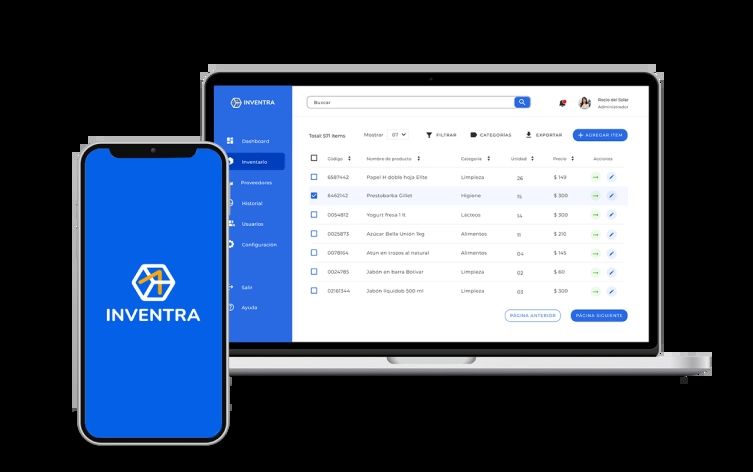 INVENTRA
Buscar
Rocio del Solar
Administrador
Dashboard
Inventario
Proveedores
Historial
Usuarios
Configuración
Salir
Ayuda
Total: 571 items
Mostrar 07
FILTRAR
CATEGORÍAS
EXPORTAR
+ AGREGAR ITEM
Código Nombre de producto Categoría Unidad Precio Acciones
6587442 Papel H doble hoja Elite Limpieza 26 $ 149
6462142 Prestobarba Gillet Higiene 15 $ 300
0054812 Yogurt fresa 1 lt Lácteos 14 $ 300
0025873 Azúcar Bella Unión 1kg Alimentos 11 $ 210
0078164 Atún en trozos al natural Alimentos 04 $ 145
0024785 Jabón en barra Bolívar Limpieza 02 $ 60
02161344 Jabón líquido 500 ml Limpieza 03 $ 300
PÁGINA ANTERIOR
PÁGINA SIGUIENTE
INVENTRA